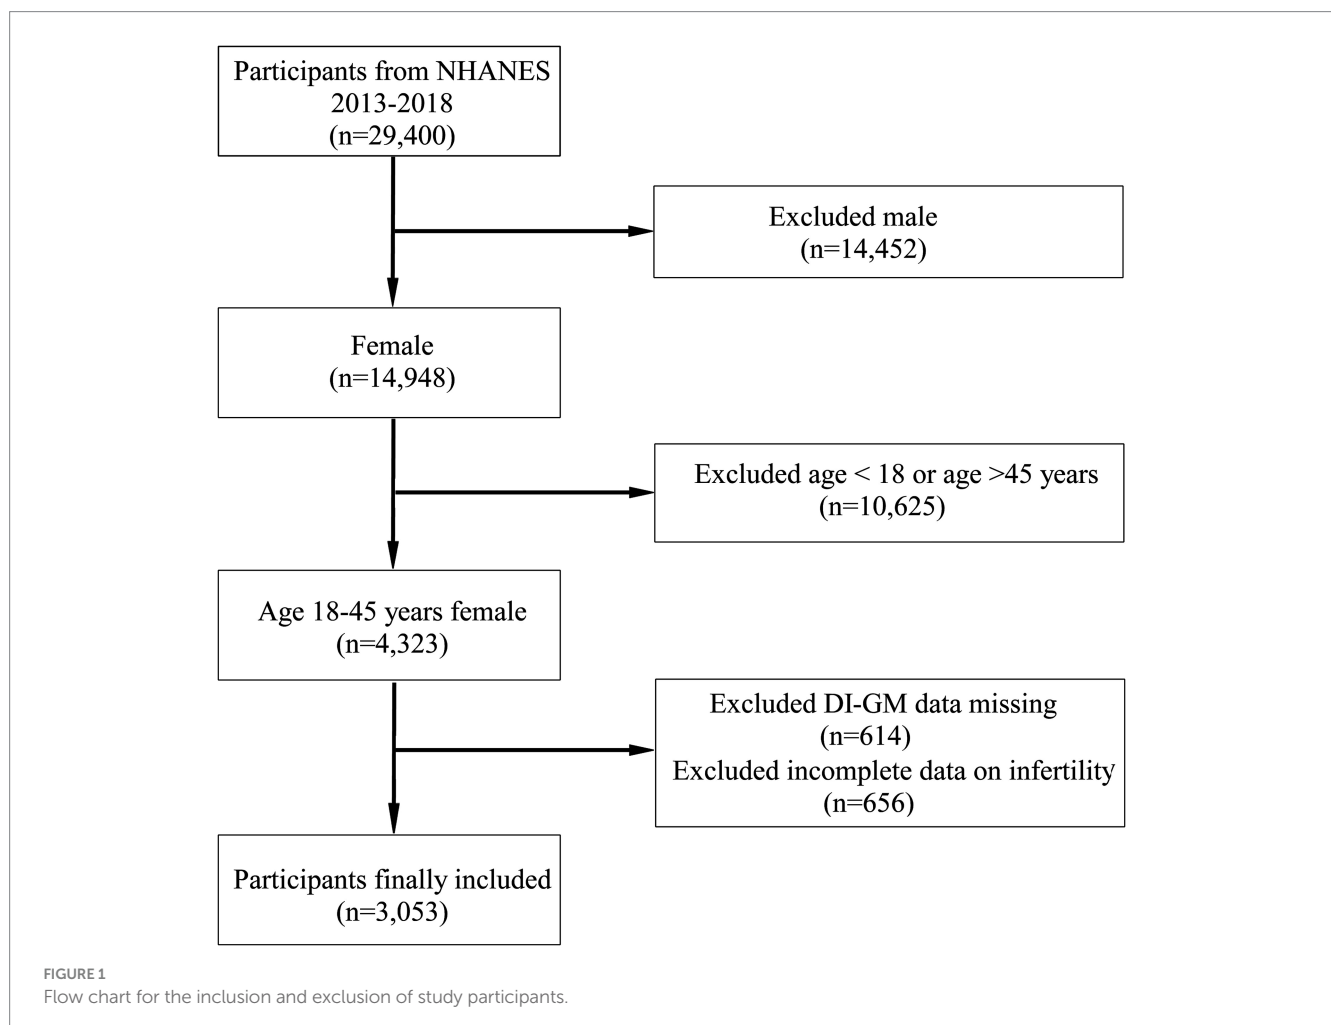 Participants from NHANES
2013-2018
(n=29,400)
Excluded male
(n=14,452)
Female
(n=14,948)
Excluded age < 18 or age >45 years
(n=10,625)
Age 18-45 years female
(n=4,323)
Excluded DI-GM data missing
(n=614)
Excluded incomplete data on infertility
(n=656)
Participants finally included
(n=3,053)
FIGURE 1
Flow chart for the inclusion and exclusion of study participants.